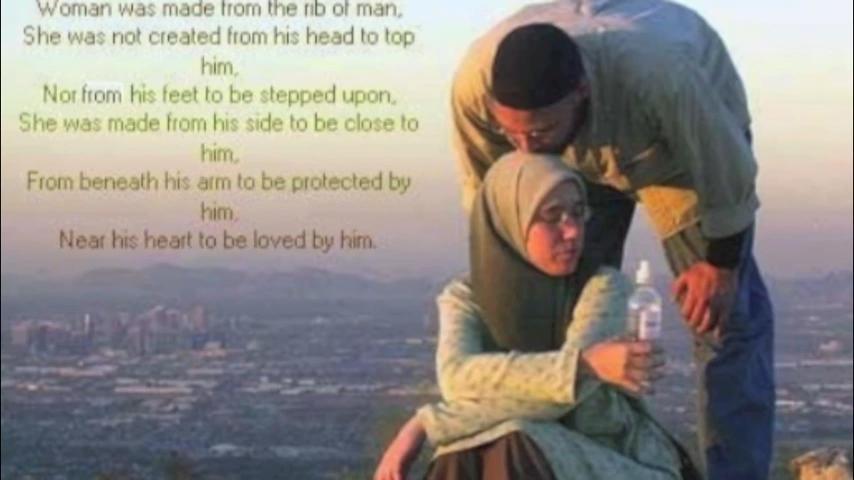 Woman was made from the rib of man,
She was not created from his head to top
him,
Nor from his feet to be stepped upon,
She was made from his side to be close to
him,
From beneath his arm to be protected by
him,
Near his heart to be loved by him.